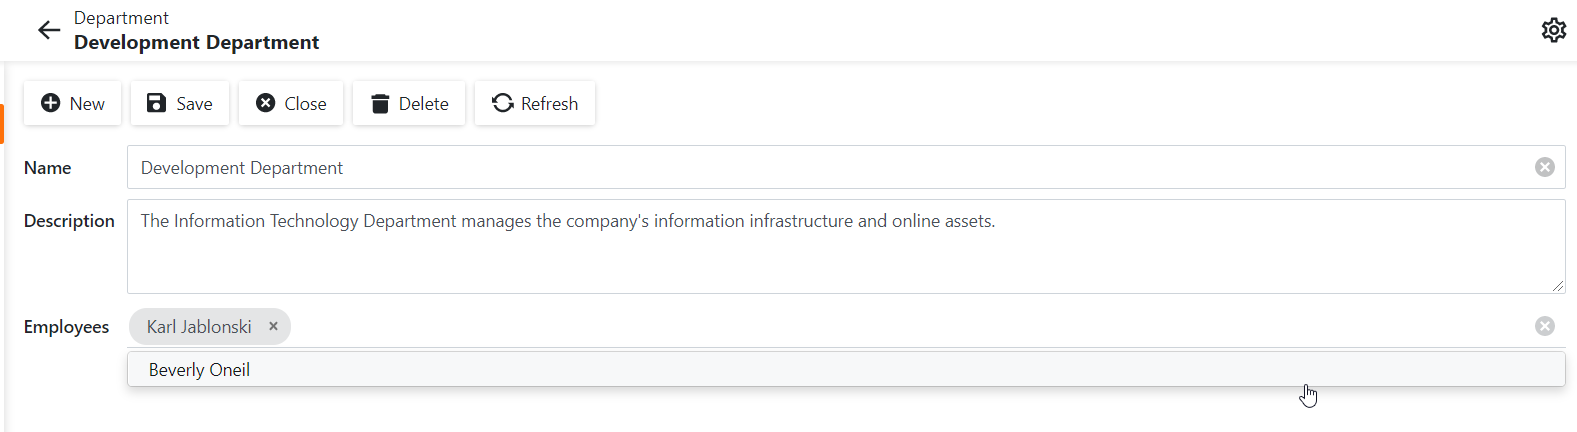 Department
Development Department
New Save Close Delete Refresh
Name Development Department
Description The Information Technology Department manages the company's information infrastructure and online assets.
Employees Karl Jablonski ×
Beverly Oneil